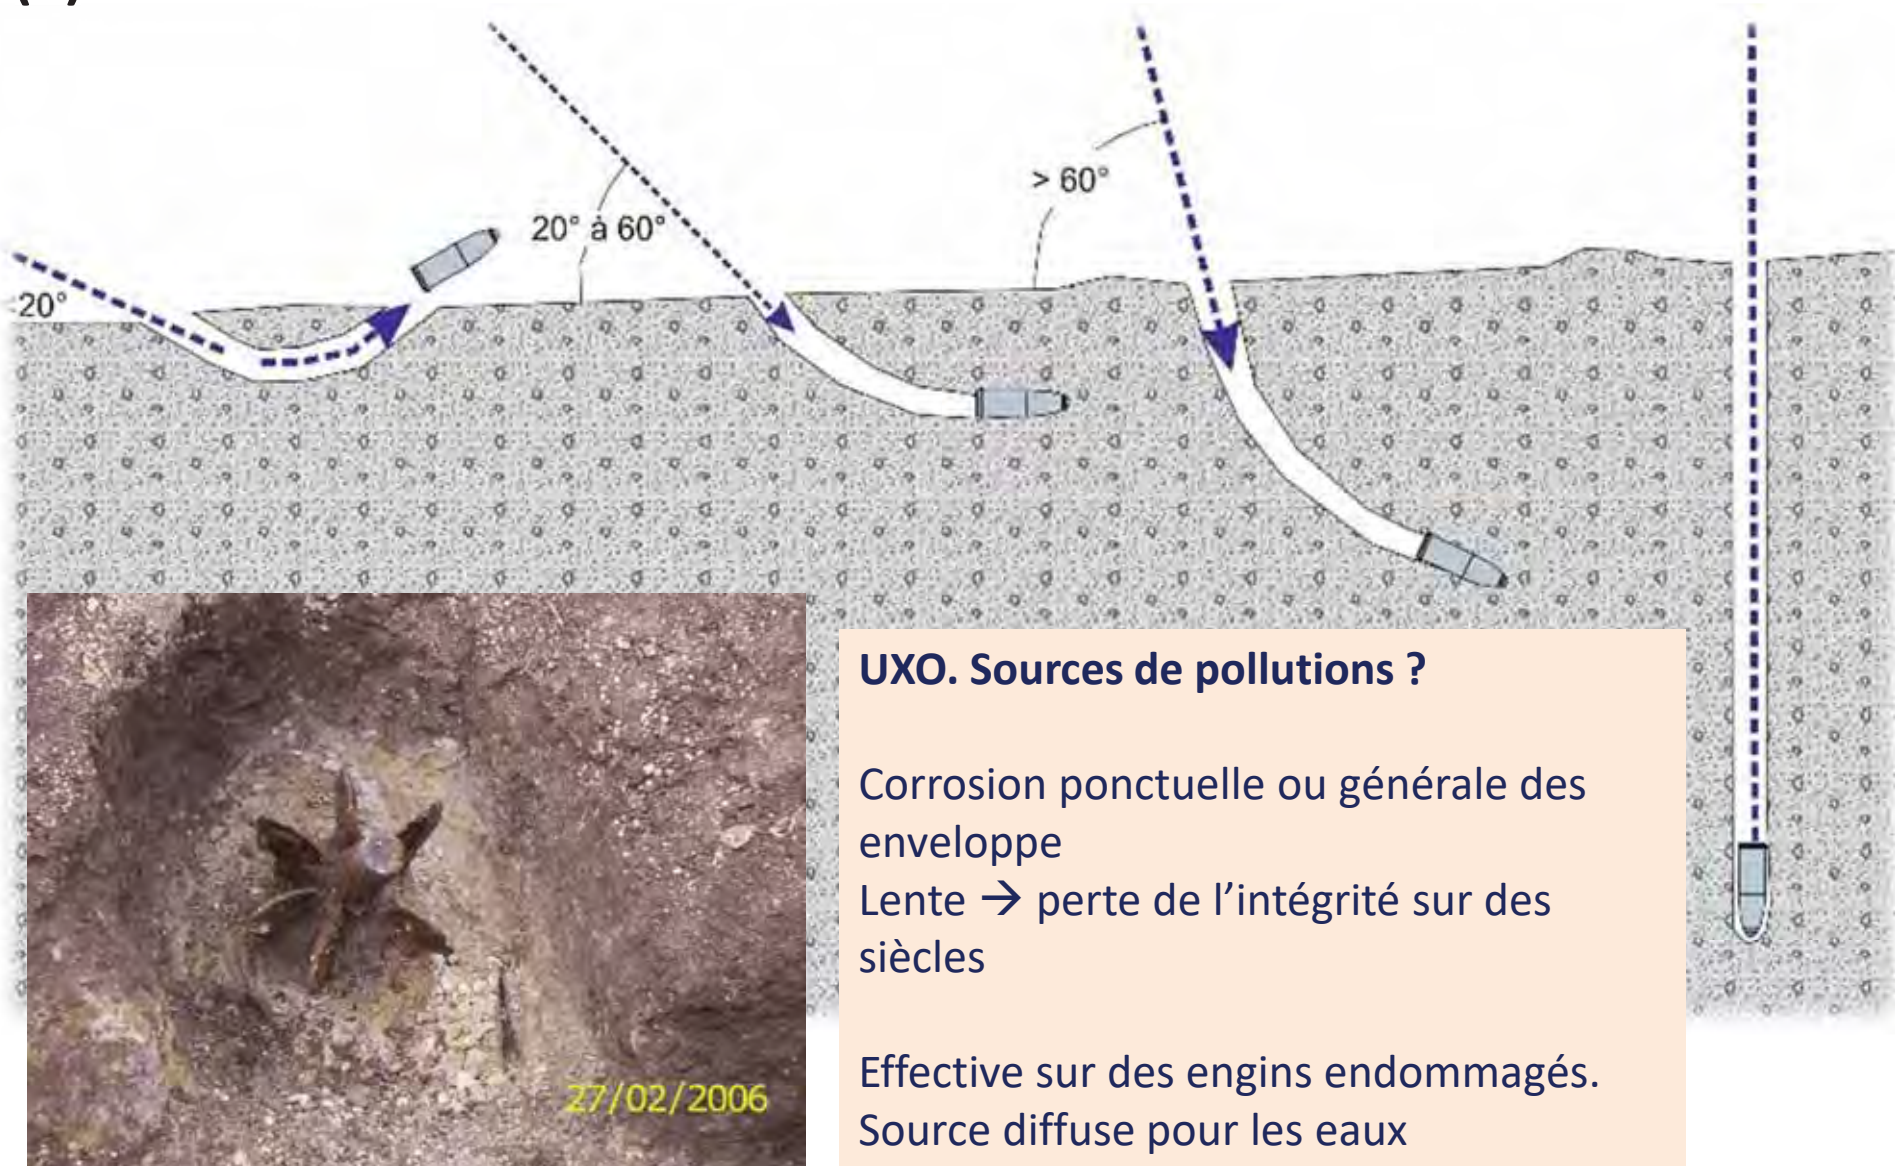 > 60°
20° à 60°
20°
UXO. Sources de pollutions ?
Corrosion ponctuelle ou générale des
enveloppe
Lente → perte de l’intégrité sur des
siècles
Effective sur des engins endommagés.
Source diffuse pour les eaux
27/02/2006